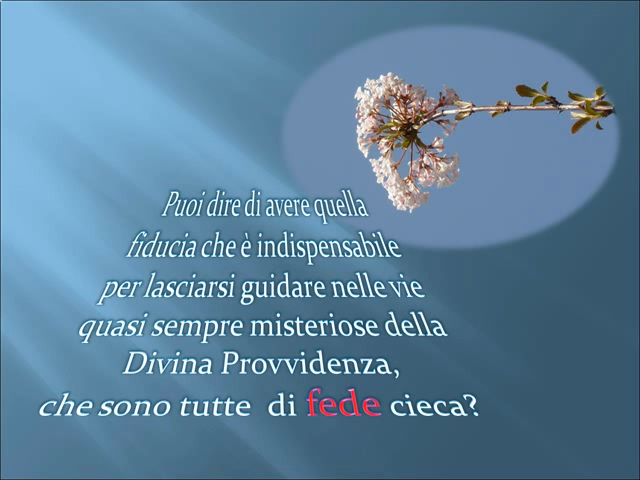 Puoi dire di avere quella
fiducia che è indispensabile
per lasciarsi guidare nelle vie
quasi sempre misteriose della
Divina Provvidenza,
che sono tutte di fede cieca?